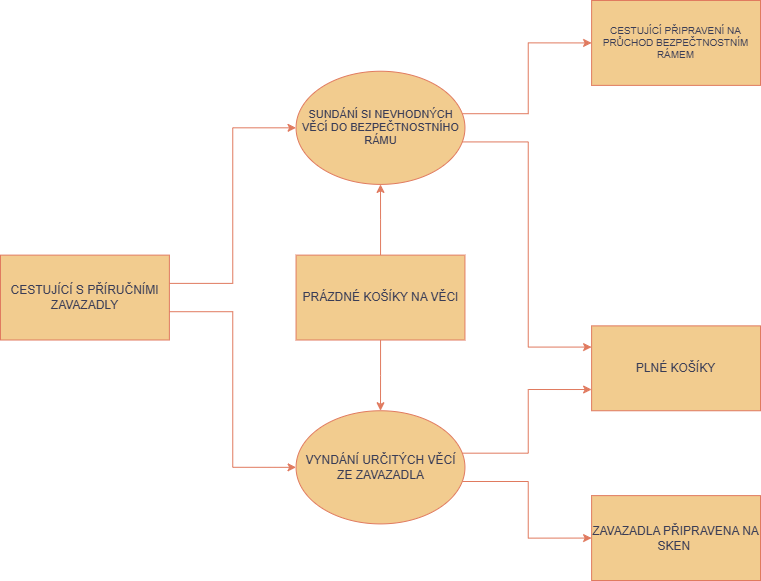 CESTUJÍCÍ PŘIPRAVENÍ NA
PRŮCHOD BEZPEČTNOSTNÍM
RÁMEM
SUNDÁNÍ SI NEVHODNÝCH
VĚCÍ DO BEZPEČTNOSTNÍHO
RÁMU
CESTUJÍCÍ S PŘÍRUČNÍMI
ZAVAZADLY
PRÁZDNÉ KOŠÍKY NA VĚCI
PLNÉ KOŠÍKY
VYNDÁNÍ URČITÝCH VĚCÍ
ZE ZAVAZADLA
ZAVAZADLA PŘIPRAVENA NA
SKEN